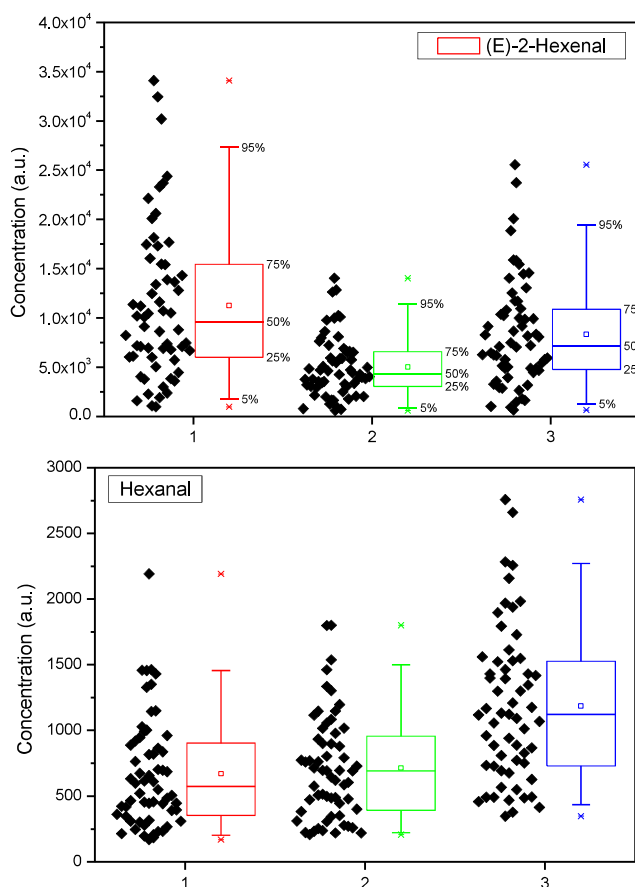 (E)-2-Hexenal
Concentration (a.u.)
4.0x10⁴
3.5x10⁴
3.0x10⁴
2.5x10⁴
2.0x10⁴
1.5x10⁴
1.0x10⁴
5.0x10³
0.0
95%
75%
50%
25%
5%
95%
75%
50%
25%
5%
95%
75
50
25
5%
1 2 3
Hexanal
Concentration (a.u.)
3000
2500
2000
1500
1000
500
0
1 2 3